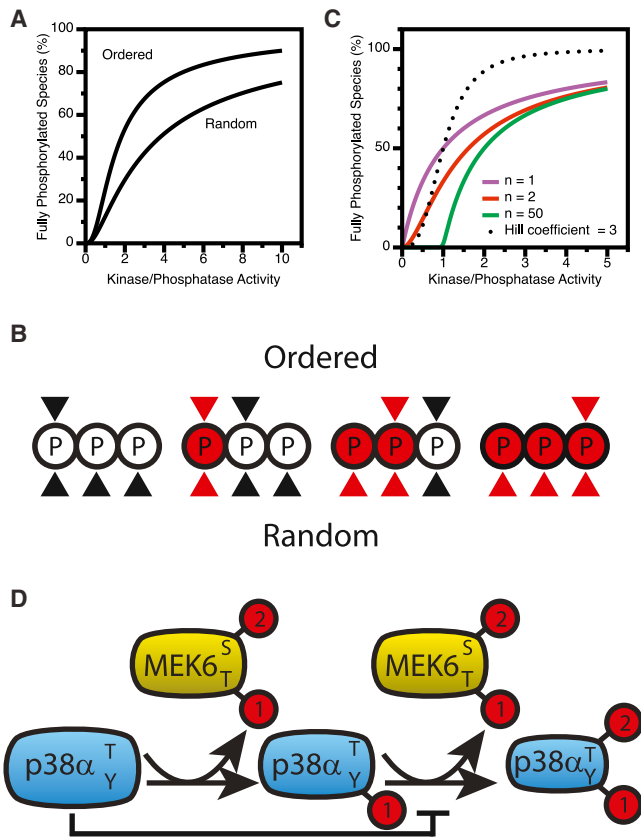 A
Fully Phosphorylated Species (%)
100
80
60
40
20
0
Ordered
Random
0 2 4 6 8 10
Kinase/Phosphatase Activity
C
Fully Phosphorylated Species (%)
100
50
0
n = 1
n = 2
n = 50
Hill coefficient = 3
0 1 2 3 4 5
Kinase/Phosphatase Activity
B
Ordered
P P P P P P P P P P P P
Random
D
2
MEK6 S
T
1
2
MEK6 S
T
1
p38α T
Y
p38α T
Y
1
p38α T
Y
2
1